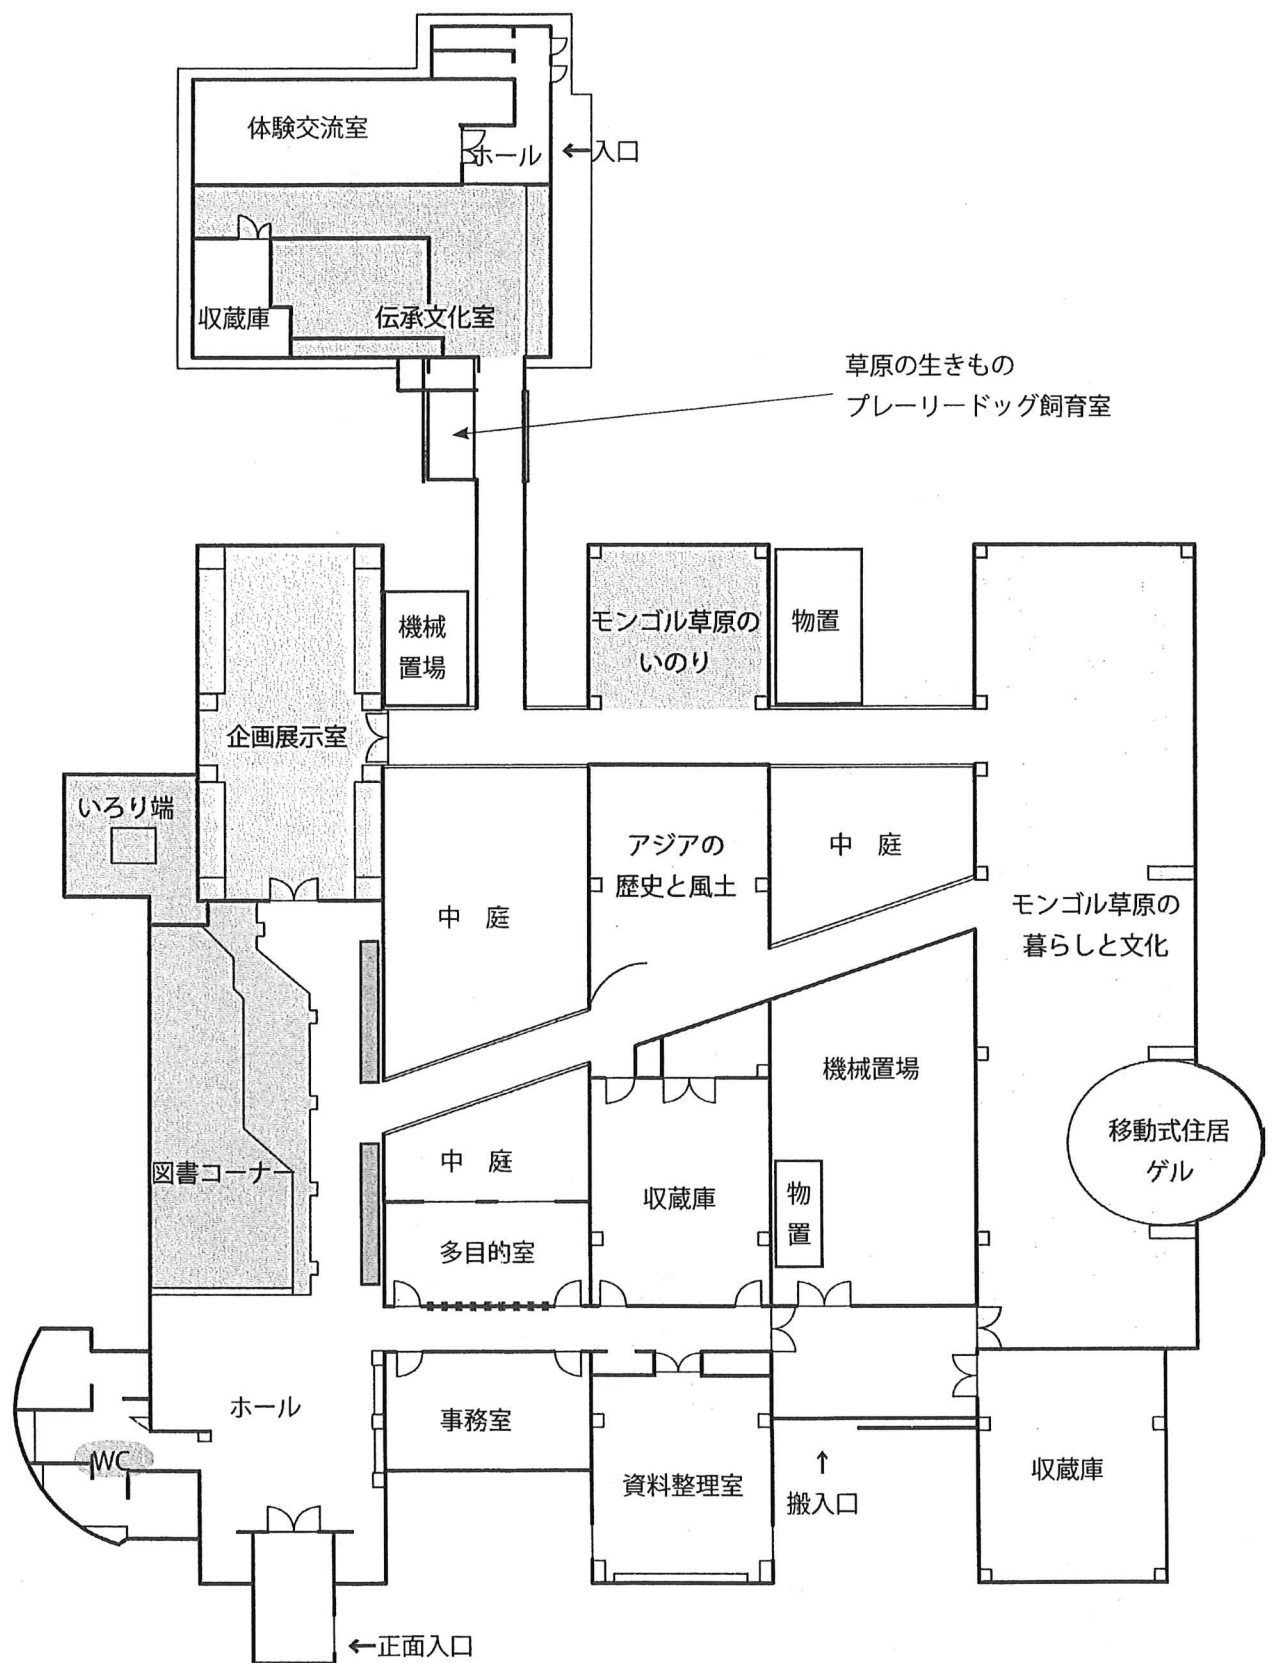 体験交流室
ホール
←入口
収蔵庫
伝承文化室
草原の生きもの
プレーリードッグ飼育室
機械
置場
モンゴル草原の
いのり
物置
企画展示室
いろり端
中 庭
アジアの
歴史と風土
中 庭
モンゴル草原の
暮らしと文化
機械置場
移動式住居
ゲル
図書コーナー
中 庭
収蔵庫
物
置
多目的室
ホール
事務室
WC
資料整理室
↑
搬入口
収蔵庫
←正面入口